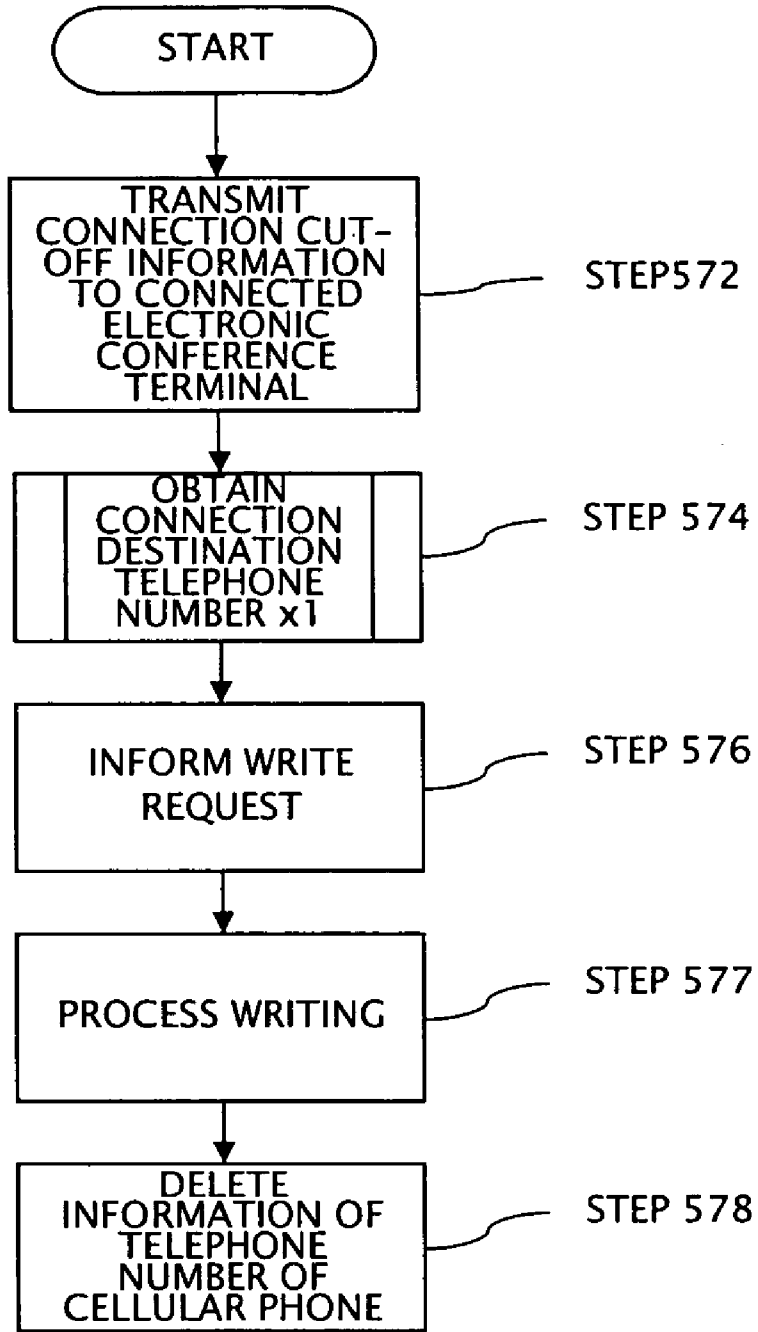 START
TRANSMIT
CONNECTION CUT-
OFF INFORMATION
TO CONNECTED
ELECTRONIC
CONFERENCE
TERMINAL
STEP572
OBTAIN
CONNECTION
DESTINATION
TELEPHONE
NUMBER x1
STEP 574
INFORM WRITE
REQUEST
STEP 576
PROCESS WRITING
STEP 577
DELETE
INFORMATION OF
TELEPHONE
NUMBER OF
CELLULAR PHONE
STEP 578